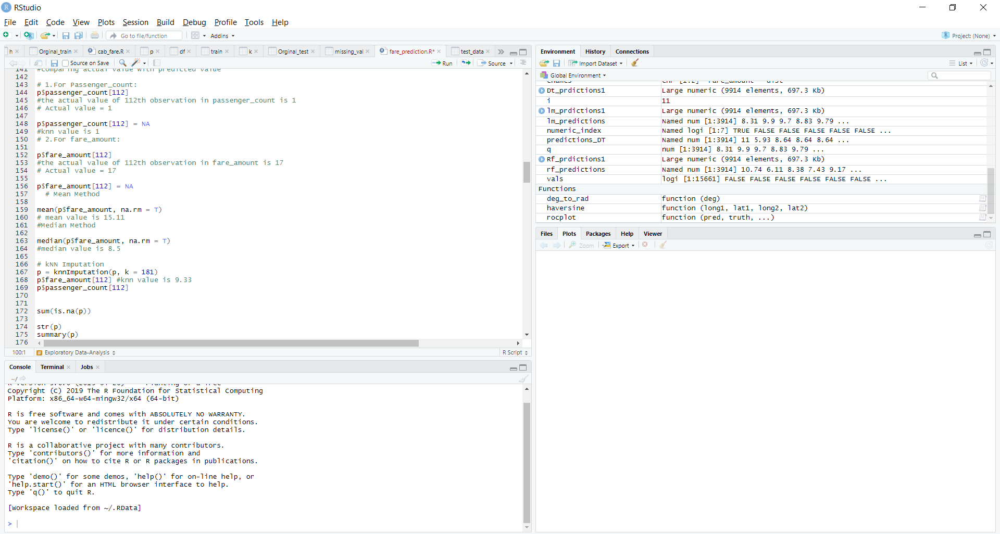 RStudio
File Edit Code View Plots Session Build Debug Profile Tools Help
Go to file/function Addins Project: (None)
h Orginal_train cab_fare.R p df train k Orginal_test missing_val fare_prediction.R* test_data
Source on Save Run Source
141 #comparing actual value with predicted value
142
143 # 1.For Passenger_count:
144 p$passenger_count[112]
145 #the actual value of 112th observation in passenger_count is 1
146 # Actual value = 1
147
148 p$passenger_count[112] = NA
149 #knn value is 1
150 # 2.For fare_amount:
151
152 p$fare_amount[112]
153 #the actual value of 112th observation in fare_amount is 17
154 # Actual value = 17
155
156 p$fare_amount[112] = NA
157 # Mean Method
158
159 mean(p$fare_amount, na.rm = T)
160 # mean value is 15.11
161 #Median Method
162
163 median(p$fare_amount, na.rm = T)
164 #median value is 8.5
165
166 # kNN Imputation
167 p = knnImputation(p, k = 181)
168 p$fare_amount[112] #knn value is 9.33
169 p$passenger_count[112]
170
171
172 sum(is.na(p))
173
174 str(p)
175 summary(p)
176
100:1 # Exploratory Data-Analysis R Script
Console Terminal Jobs
~/
Copyright (C) 2019 The R Foundation for Statistical Computing
Platform: x86_64-w64-mingw32/x64 (64-bit)
R is free software and comes with ABSOLUTELY NO WARRANTY.
You are welcome to redistribute it under certain conditions.
Type 'license()' or 'licence()' for distribution details.
R is a collaborative project with many contributors.
Type 'contributors()' for more information and
'citation()' on how to cite R or R packages in publications.
Type 'demo()' for some demos, 'help()' for on-line help, or
'help.start()' for an HTML browser interface to help.
Type 'q()' to quit R.
[Workspace loaded from ~/.RData]
>
Environment History Connections
Import Dataset List
Global Environment
Dt_prdictions1 Large numeric (9914 elements, 697.3 Kb)
i 11
lm_prdictions1 Large numeric (9914 elements, 697.3 Kb)
lm_predictions Named num [1:3914] 8.31 9.9 9.7 8.83 9.79 ...
numeric_index Named logi [1:7] TRUE FALSE FALSE FALSE FALSE FALSE ...
predictions_DT Named num [1:3914] 11 5.93 8.64 8.64 8.64 ...
q num [1:3914] 8.31 9.9 9.7 8.83 9.79 ...
Rf_prdictions1 Large numeric (9914 elements, 697.3 Kb)
rf_predictions Named num [1:3914] 10.74 6.11 8.38 7.43 9.17 ...
vals logi [1:15661] FALSE FALSE FALSE FALSE FALSE FALSE ...
Functions
deg_to_rad function (deg)
haversine function (long1, lat1, long2, lat2)
rocplot function (pred, truth, ...)
Files Plots Packages Help Viewer
Zoom Export